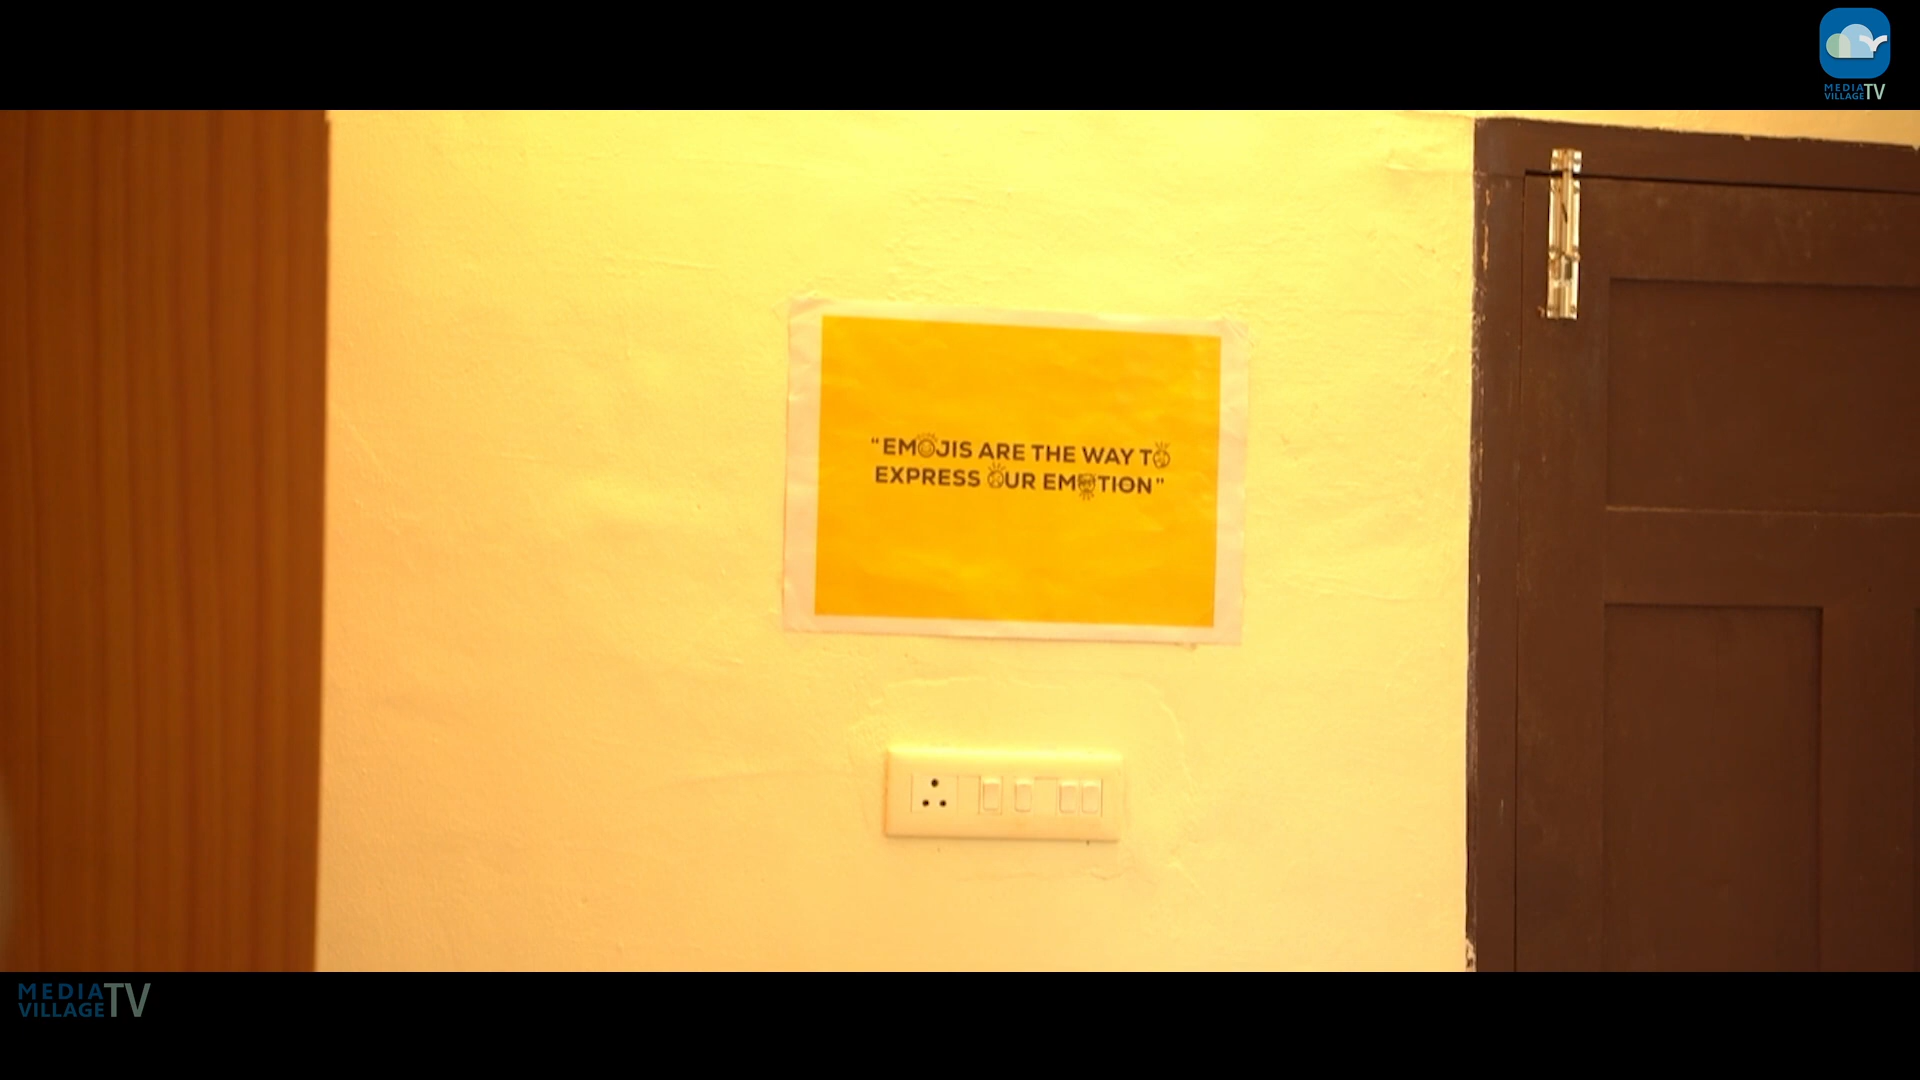 MEDIA
VILLAGE TV
"EMOJIS ARE THE WAY TO
EXPRESS OUR EMOTION"
MEDIA
VILLAGE TV